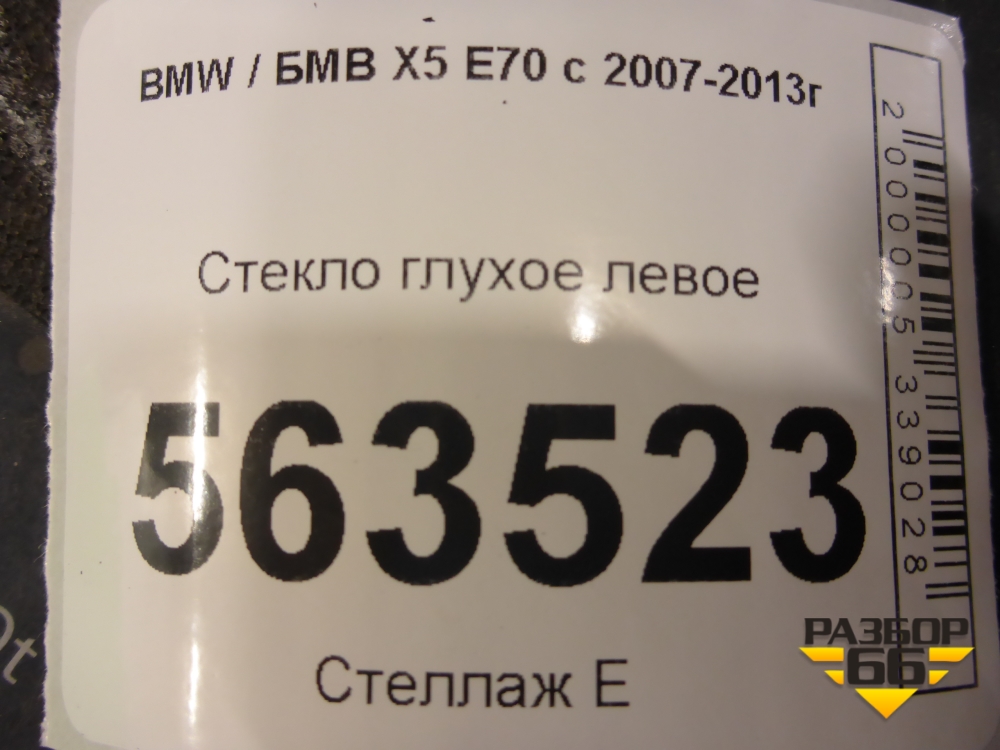 BMW / БМВ X5 E70 с 2007-2013г
Стекло глухое левое
563523
Стеллаж Е
2000005339028
РАЗБОР
66